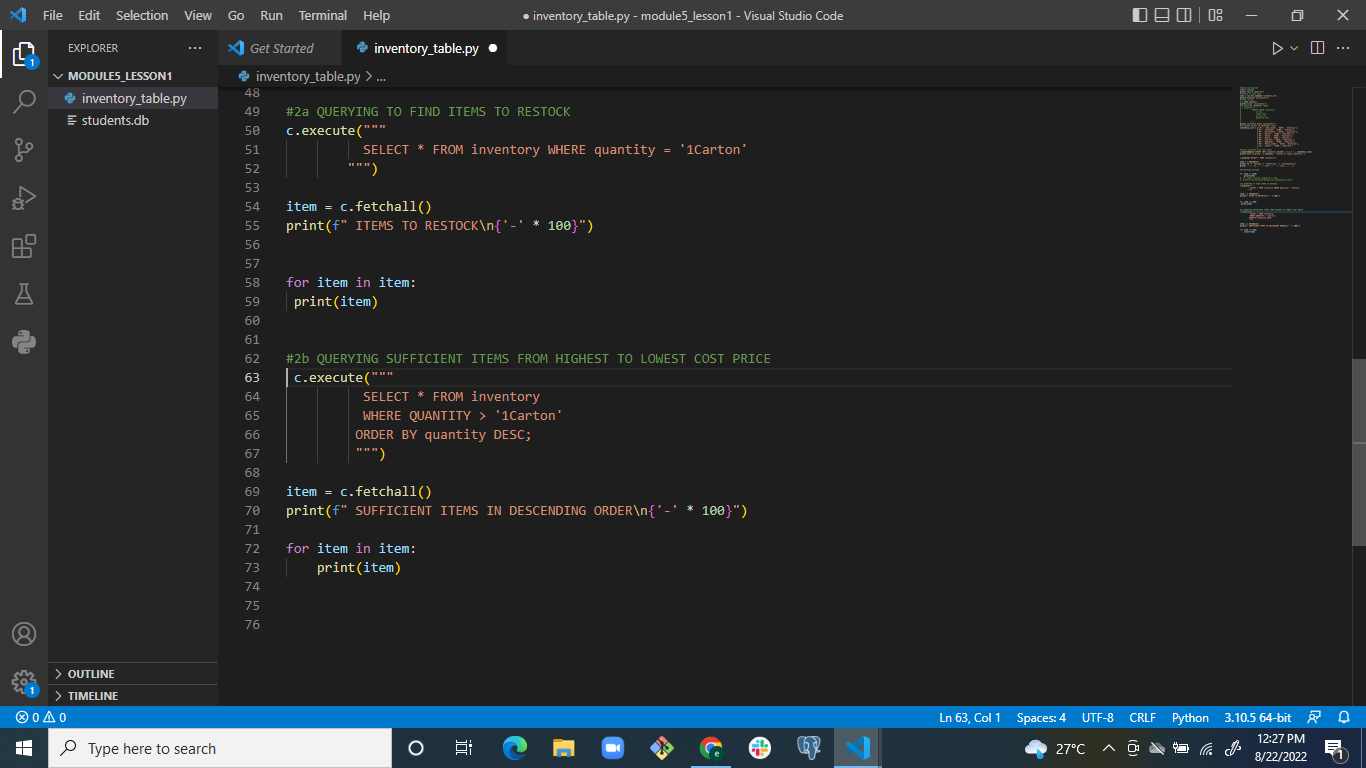 File Edit Selection View Go Run Terminal Help ● inventory_table.py - module5_lesson1 - Visual Studio Code
EXPLORER ... Get Started inventory_table.py ●
MODULE5_LESSON1 inventory_table.py > ...
inventory_table.py
students.db
48
49 #2a QUERYING TO FIND ITEMS TO RESTOCK
50 c.execute("""
51 SELECT * FROM inventory WHERE quantity = '1Carton'
52 """)
53
54 item = c.fetchall()
55 print(f" ITEMS TO RESTOCK\n{'-' * 100}")
56
57
58 for item in item:
59 print(item)
60
61
62 #2b QUERYING SUFFICIENT ITEMS FROM HIGHEST TO LOWEST COST PRICE
63 c.execute("""
64 SELECT * FROM inventory
65 WHERE QUANTITY > '1Carton'
66 ORDER BY quantity DESC;
67 """)
68
69 item = c.fetchall()
70 print(f" SUFFICIENT ITEMS IN DESCENDING ORDER\n{'-' * 100}")
71
72 for item in item:
73 print(item)
74
75
76
1
OUTLINE
TIMELINE
1
0 0 Ln 63, Col 1 Spaces: 4 UTF-8 CRLF Python 3.10.5 64-bit
Type here to search 27°C 12:27 PM
8/22/2022 1